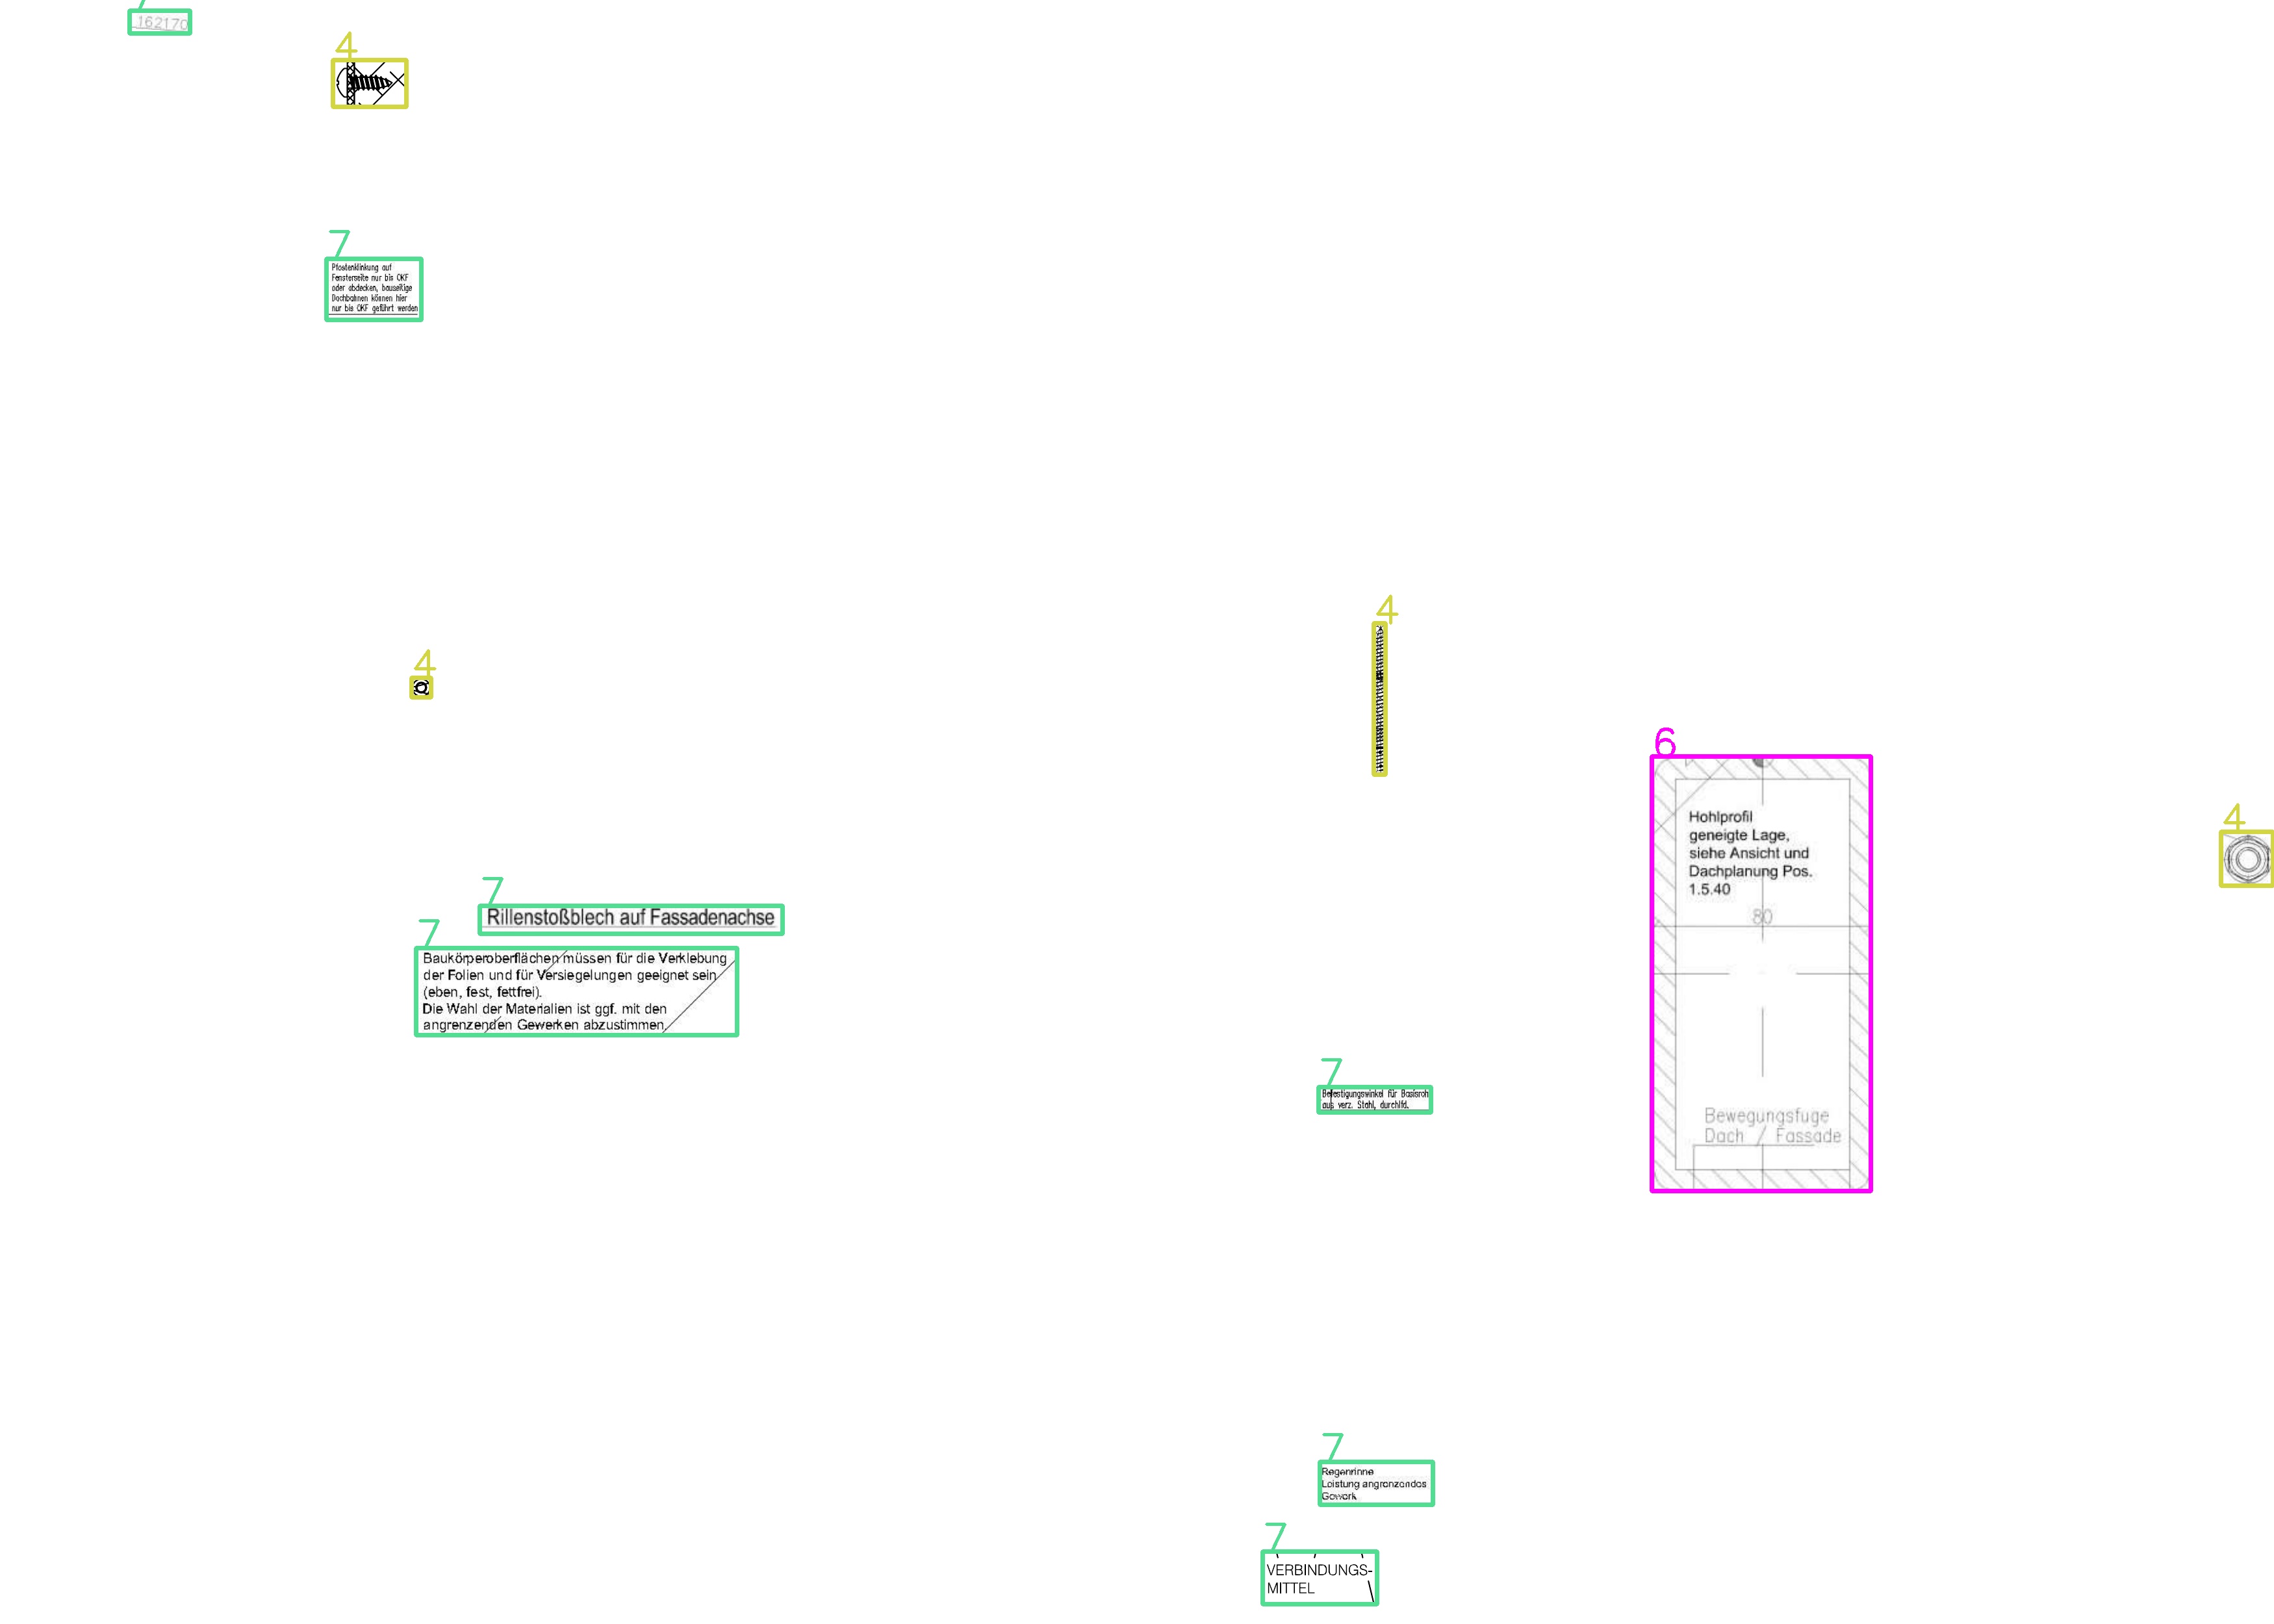 7
162170
4
7
Pfostenklinkung auf
Fensterseite nur bis OKF
oder abdecken, bauseitige
Dachbahnen können hier
nur bis OKF geführt werden
4
4
6
Hohlprofil
geneigte Lage,
siehe Ansicht und
Dachplanung Pos.
1.5.40
80
Bewegungsfuge
Dach / Fassade
4
7
Rillenstoßblech auf Fassadenachse
7
Baukörperoberflächen müssen für die Verklebung
der Folien und für Versiegelungen geeignet sein
(eben, fest, fettfrei).
Die Wahl der Materialien ist ggf. mit den
angrenzenden Gewerken abzustimmen
7
Befestigungswinkel für Basisroh
aus verz. Stahl, durchlfd.
7
Regenrinne
Leistung angrenzendes
Gewerk
7
VERBINDUNGS-
MITTEL